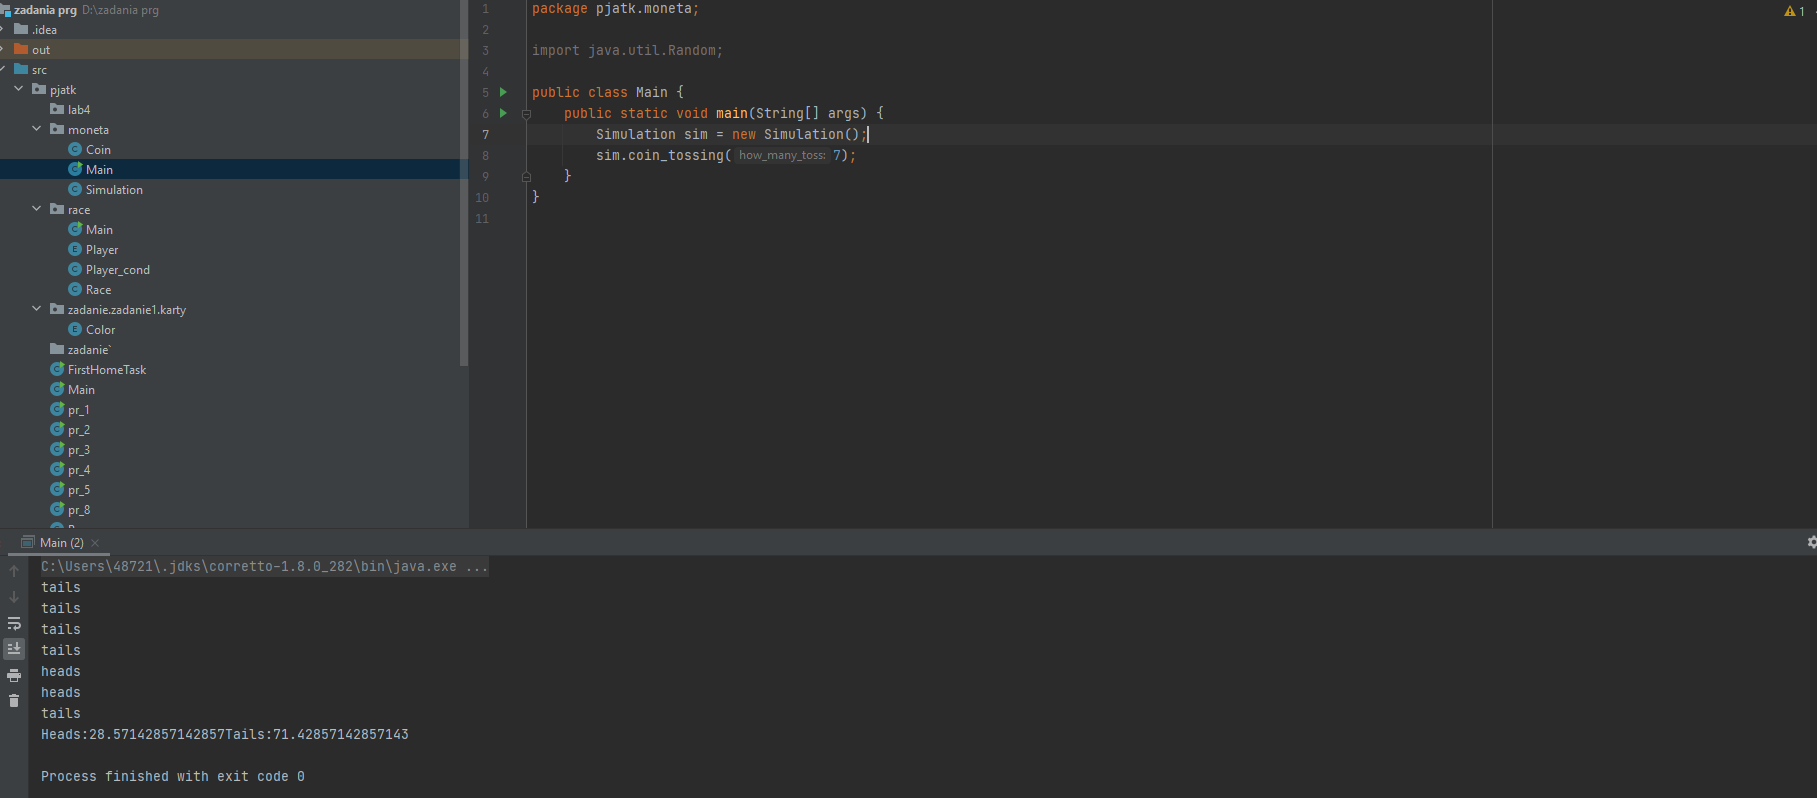 zadania prg D:\zadania prg
.idea
out
src
pjatk
lab4
moneta
Coin
Main
Simulation
race
Main
Player
Player_cond
Race
zadanie.zadanie1.karty
Color
zadanie`
FirstHomeTask
Main
pr_1
pr_2
pr_3
pr_4
pr_5
pr_8
1 package pjatk.moneta;
2
3 import java.util.Random;
4
5 public class Main {
6 public static void main(String[] args) {
7 Simulation sim = new Simulation();
8 sim.coin_tossing( how_many_toss: 7);
9 }
10 }
11
1
Main (2)
C:\Users\48721\.jdks\corretto-1.8.0_282\bin\java.exe ...
tails
tails
tails
tails
heads
heads
tails
Heads:28.57142857142857Tails:71.42857142857143
Process finished with exit code 0